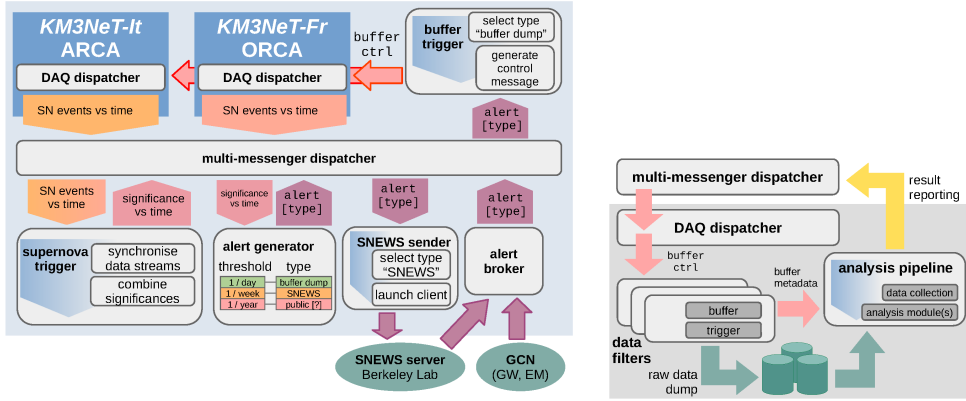 KM3NeT-It
ARCA
DAQ dispatcher
SN events vs time
KM3NeT-Fr
ORCA
DAQ dispatcher
SN events vs time
buffer
ctrl
buffer
trigger
select type
“buffer dump”
generate
control
message
alert
[type]
multi-messenger dispatcher
SN events
vs time
significance
vs time
significance
vs time
alert
[type]
alert
[type]
alert
[type]
supernova
trigger
synchronise
data streams
combine
significances
alert generator
threshold
type
1 / day
buffer dump
1 / week
SNEWS
1 / year
public [?]
SNEWS sender
select type
“SNEWS”
launch client
alert
broker
SNEWS server
Berkeley Lab
GCN
(GW, EM)
multi-messenger dispatcher
result
reporting
DAQ dispatcher
buffer
ctrl
buffer
metadata
analysis pipeline
data collection
analysis module(s)
buffer
trigger
data
filters
raw data
dump